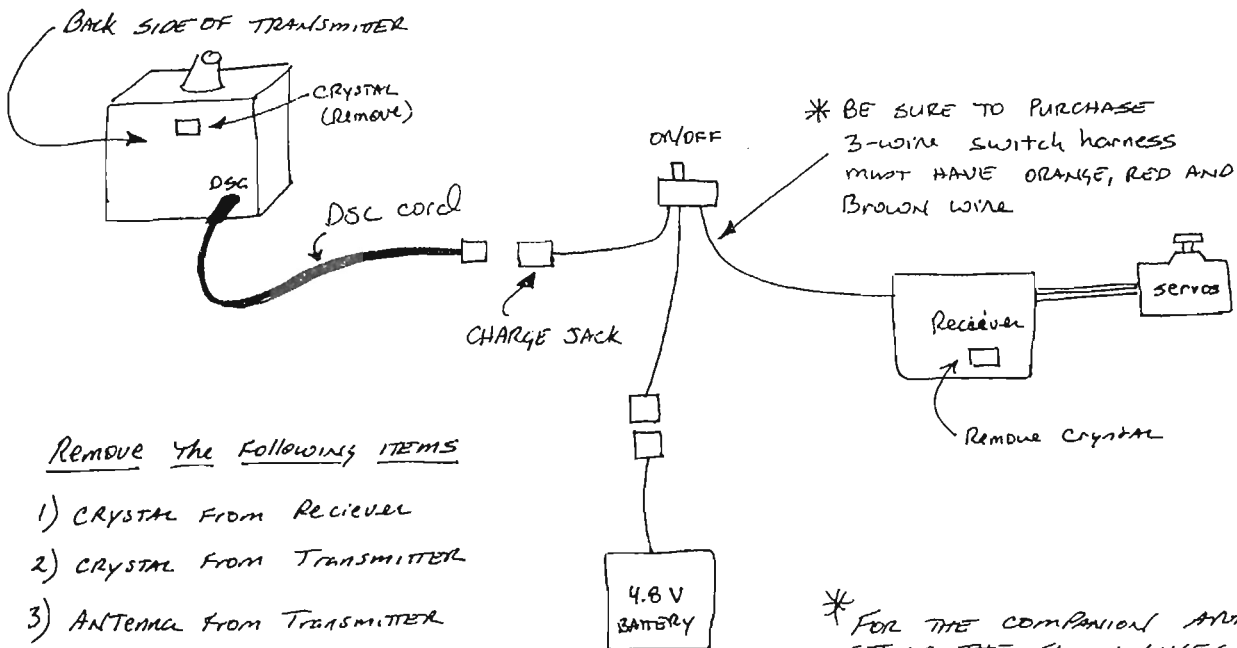 BACK SIDE OF TRANSMITTER
CRYSTAL
(Remove)
DSC
DSC cord
CHARGE JACK
ON/OFF
* BE SURE TO PURCHASE
3-wire switch harness
MUST HAVE ORANGE, RED AND
Brown wire
Reciever
servos
Remove Crystal
4.8 V
BATTERY
Remove The Following ITEMS
1) CRYSTAL From Reciever
2) CRYSTAL From Transmitter
3) ANTENNA From Transmitter
* FOR THE COMPANION